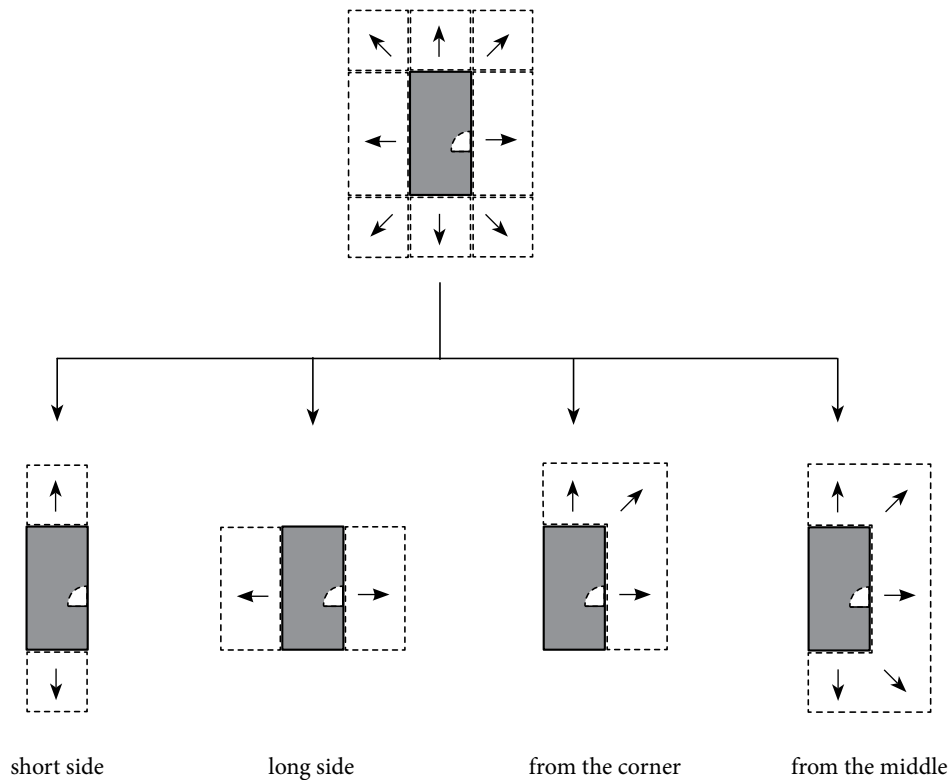 short side
long side
from the corner
from the middle